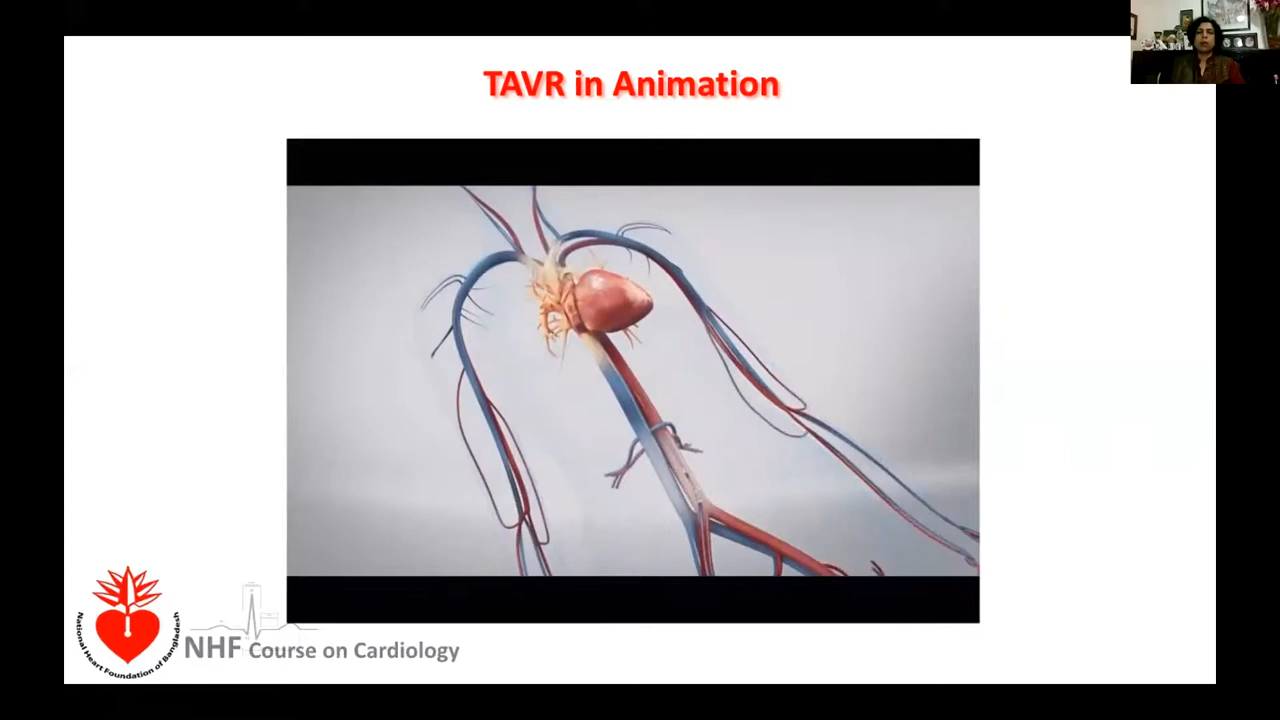 TAVR in Animation
National Heart Foundation of Bangladesh
NHF Course on Cardiology